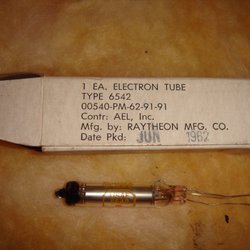 1 EA. ELECTRON TUBE
TYPE 6542
00540-PM-62-91-91
Contr: AEL, Inc.
Mfg. by: RAYTHEON MFG. CO.
Date Pkd: JUN 1962